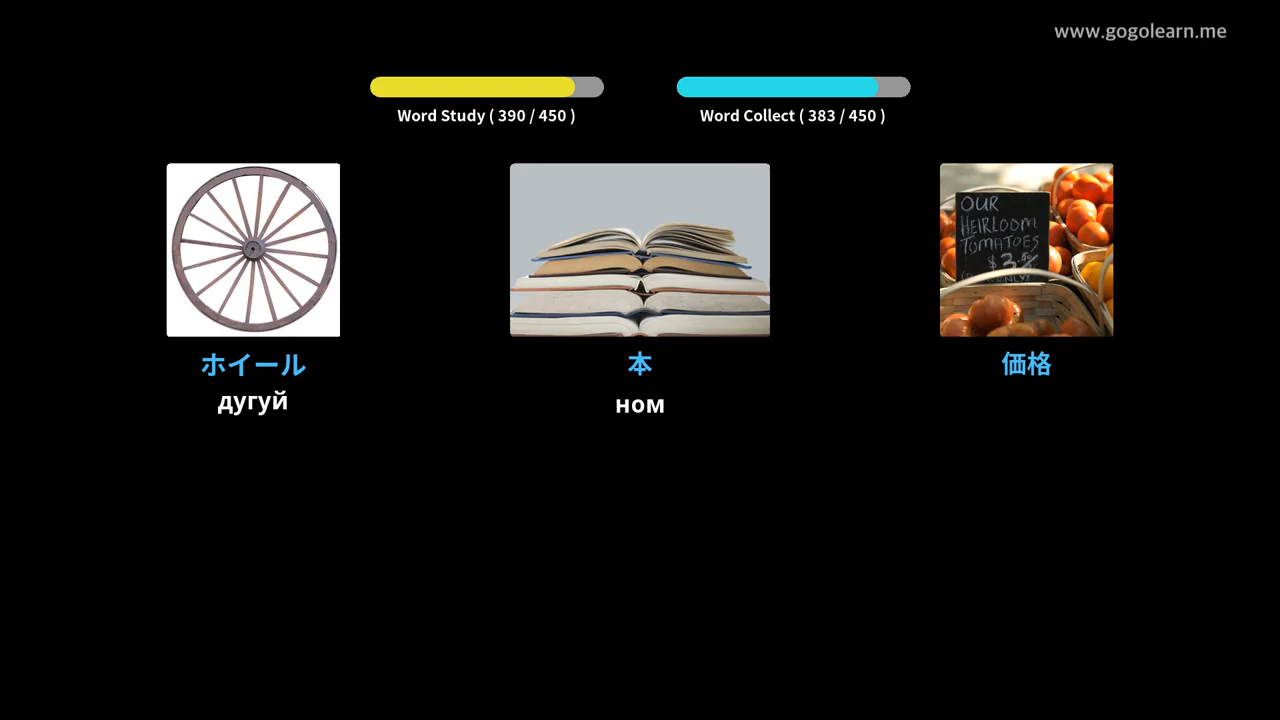 www.gogolearn.me
Word Study ( 390 / 450 )
Word Collect ( 383 / 450 )
OUR
HEIRLOOM
TOMATOES
ホイール
本
価格
дугуй
ном